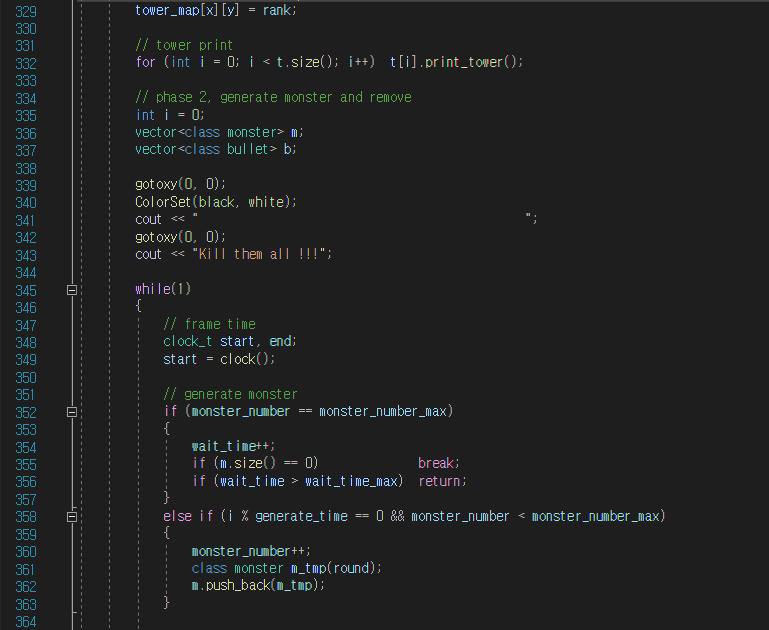 329 tower_map[x][y] = rank;
330
331 // tower print
332 for (int i = 0; i < t.size(); i++)  t[i].print_tower();
333
334 // phase 2, generate monster and remove
335 int i = 0;
336 vector<class monster> m;
337 vector<class bullet> b;
338
339 gotoxy(0, 0);
340 ColorSet(black, white);
341 cout << "                                               ";
342 gotoxy(0, 0);
343 cout << "Kill them all !!!";
344
345 while(1)
346 {
347     // frame time
348     clock_t start, end;
349     start = clock();
350
351     // generate monster
352     if (monster_number == monster_number_max)
353     {
354         wait_time++;
355         if (m.size() == 0)              break;
356         if (wait_time > wait_time_max)  return;
357     }
358     else if (i % generate_time == 0 && monster_number < monster_number_max)
359     {
360         monster_number++;
361         class monster m_tmp(round);
362         m.push_back(m_tmp);
363     }
364